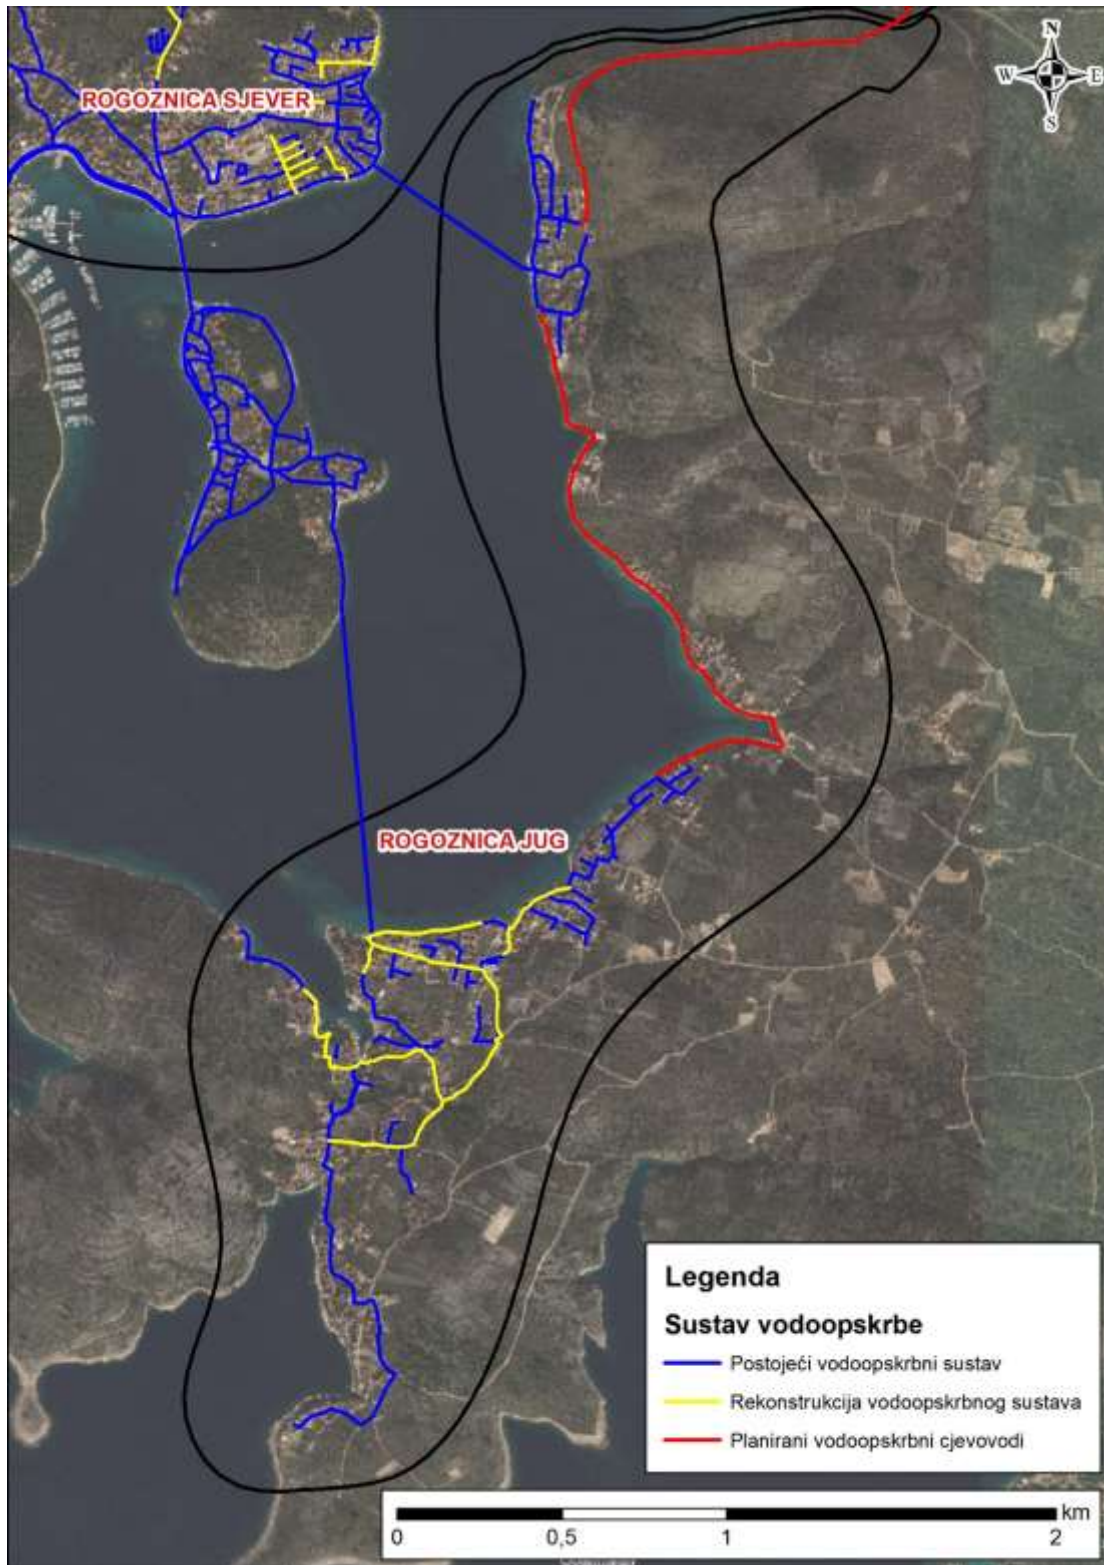 N
W E
S
ROGOZNICA SJEVER
ROGOZNICA JUG
Legenda
Sustav vodoopskrbe
Postojeći vodoopskrbni sustav
Rekonstrukcija vodoopskrbnog sustava
Planirani vodoopskrbni cjevovodi
km
0 0,5 1 2